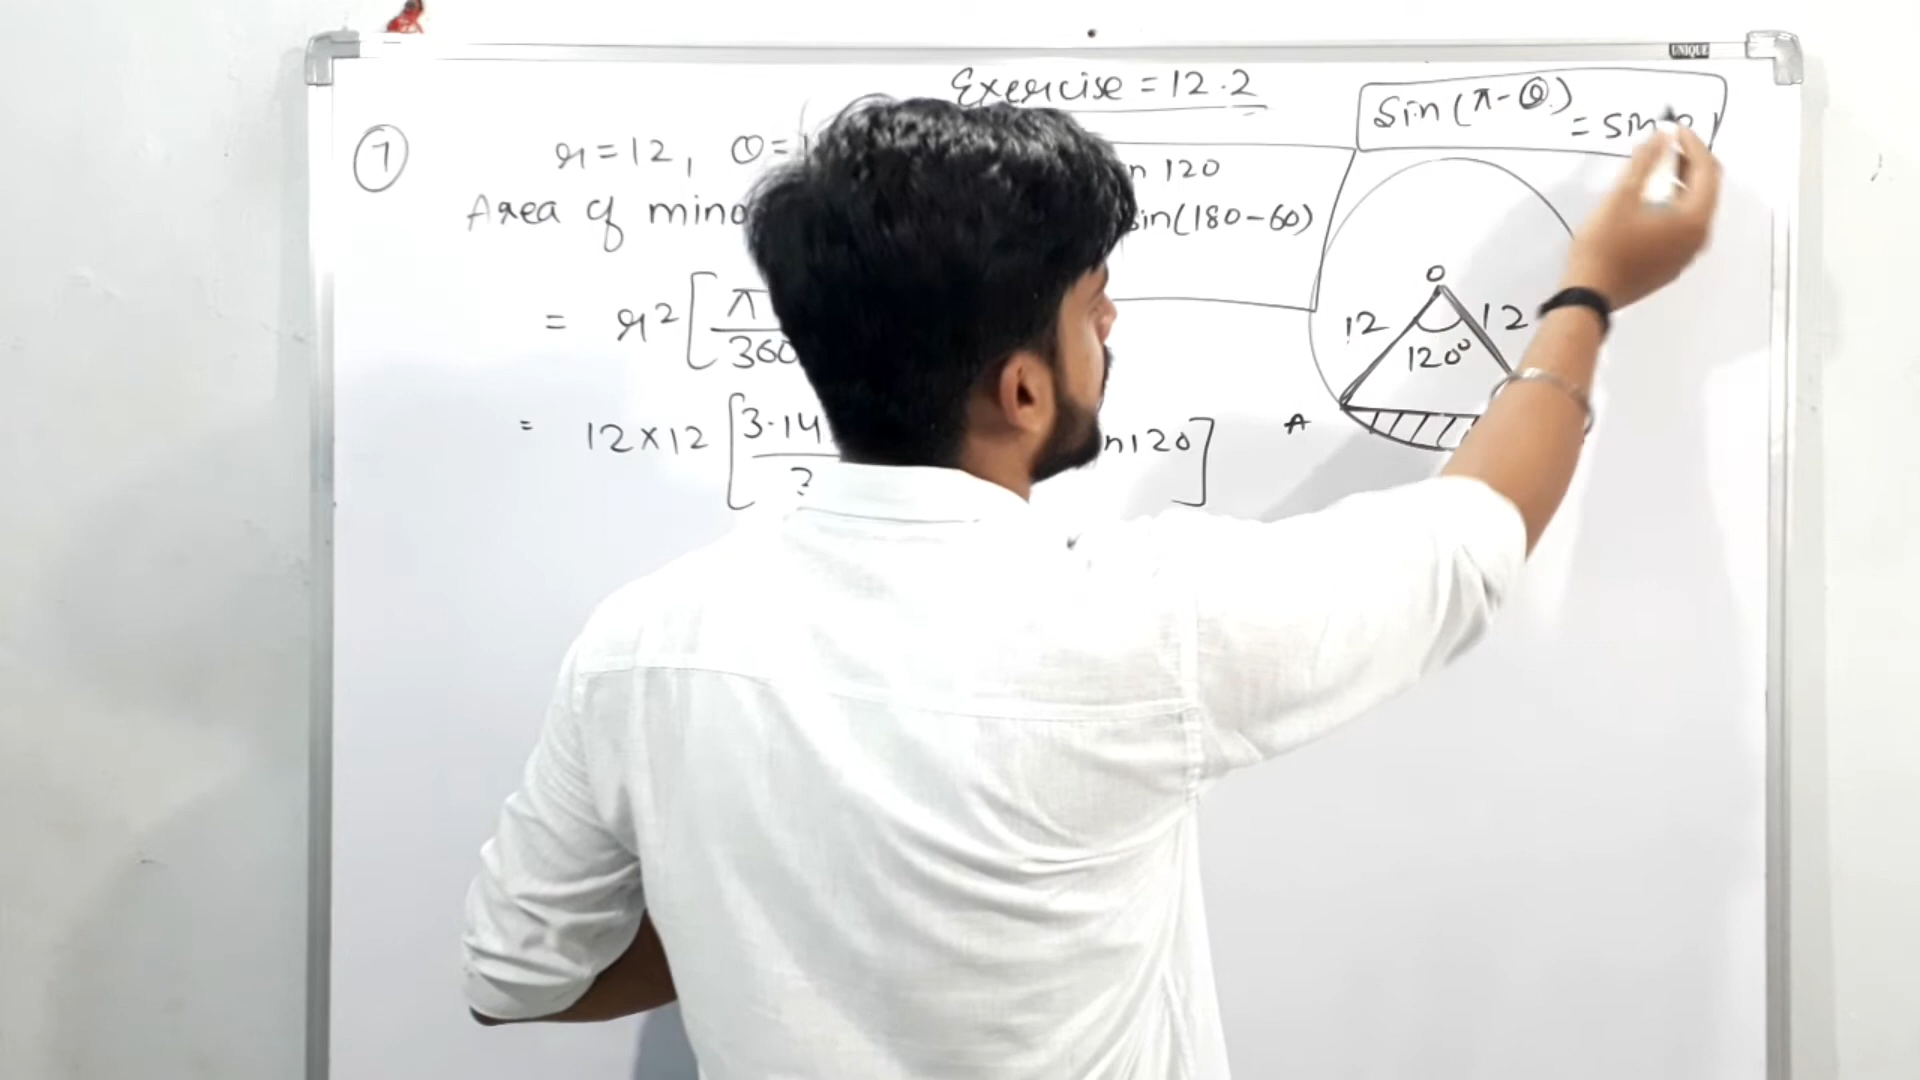 UNIQUE
Exercise = 12.2
Sin (π - θ)
= sin
7
r = 12, θ =
n 120
Area of mino
sin(180-60)
= r² [ π
360
= 12 x 12 [ 3.14
?
n120 ]
O
12
12
120°
A